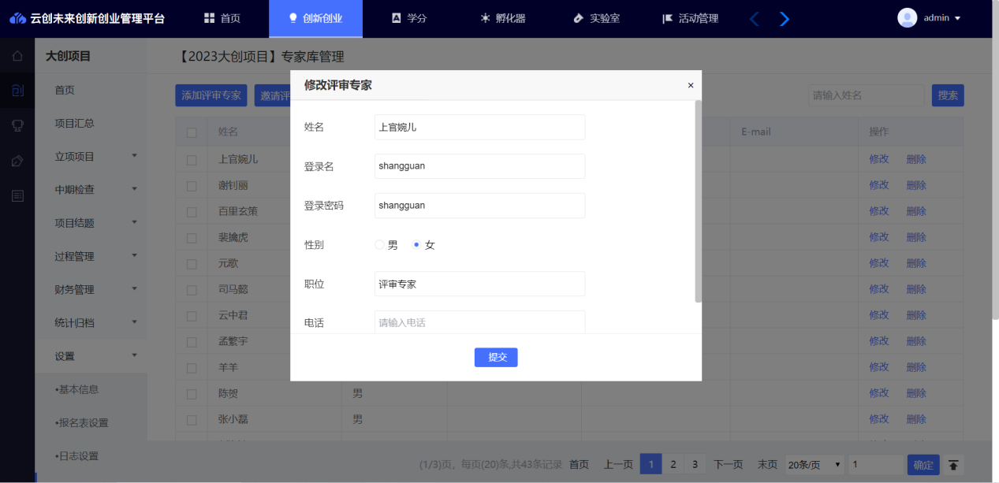 云创未来创新创业管理平台 首页 创新创业 学分 孵化器 实验室 活动管理 admin
大创项目
【2023大创项目】专家库管理
首页
项目汇总
立项项目
中期检查
项目结题
过程管理
财务管理
统计归档
设置
•基本信息
•报名表设置
•日志设置
添加评审专家 邀请评
请输入姓名 搜索
姓名 E-mail 操作
上官婉儿 修改 删除
谢钊丽 修改 删除
百里玄策 修改 删除
裴擒虎 修改 删除
元歌 修改 删除
司马懿 修改 删除
云中君 修改 删除
孟繁宇 修改 删除
羊羊 修改 删除
陈贺 男 修改 删除
张小磊 男 修改 删除
修改评审专家 ×
姓名 上官婉儿
登录名 shangguan
登录密码 shangguan
性别 男 女
职位 评审专家
电话 请输入电话
提交
(1/3)页，每页(20)条,共43条记录 首页 上一页 1 2 3 下一页 末页 20条/页 1 确定